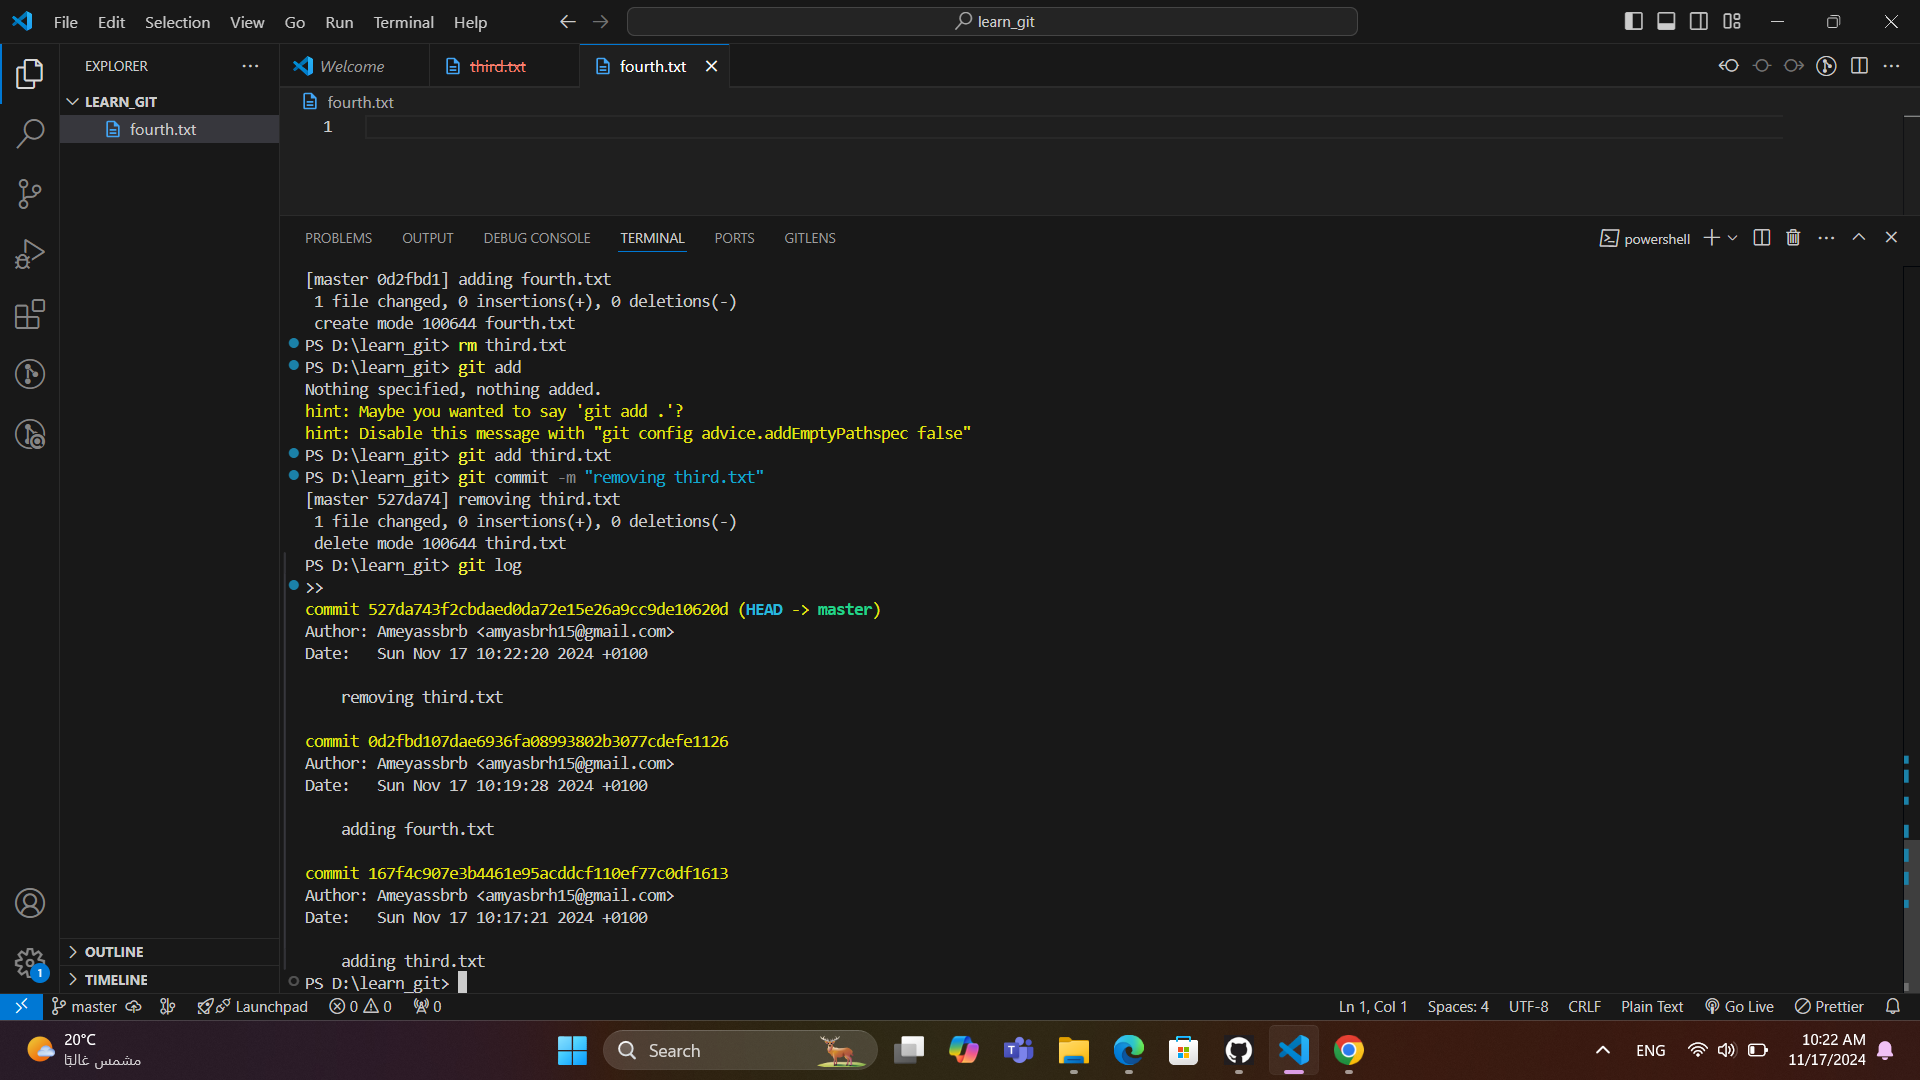 File Edit Selection View Go Run Terminal Help
learn_git
EXPLORER
Welcome
third.txt
fourth.txt
LEARN_GIT
fourth.txt
fourth.txt
1
PROBLEMS OUTPUT DEBUG CONSOLE TERMINAL PORTS GITLENS
powershell
[master 0d2fbd1] adding fourth.txt
 1 file changed, 0 insertions(+), 0 deletions(-)
 create mode 100644 fourth.txt
PS D:\learn_git> rm third.txt
PS D:\learn_git> git add
Nothing specified, nothing added.
hint: Maybe you wanted to say 'git add .'?
hint: Disable this message with "git config advice.addEmptyPathspec false"
PS D:\learn_git> git add third.txt
PS D:\learn_git> git commit -m "removing third.txt"
[master 527da74] removing third.txt
 1 file changed, 0 insertions(+), 0 deletions(-)
 delete mode 100644 third.txt
PS D:\learn_git> git log
>>
commit 527da743f2cbdaed0da72e15e26a9cc9de10620d (HEAD -> master)
Author: Ameyassbrb <amyasbrh15@gmail.com>
Date:   Sun Nov 17 10:22:20 2024 +0100
    removing third.txt
commit 0d2fbd107dae6936fa08993802b3077cdefe1126
Author: Ameyassbrb <amyasbrh15@gmail.com>
Date:   Sun Nov 17 10:19:28 2024 +0100
    adding fourth.txt
commit 167f4c907e3b4461e95acddcf110ef77c0df1613
Author: Ameyassbrb <amyasbrh15@gmail.com>
Date:   Sun Nov 17 10:17:21 2024 +0100
    adding third.txt
PS D:\learn_git>
OUTLINE
TIMELINE
1
master Launchpad 0 0 0
Ln 1, Col 1 Spaces: 4 UTF-8 CRLF Plain Text Go Live Prettier
20°C
مشمس غالبًا
Search
ENG
10:22 AM
11/17/2024